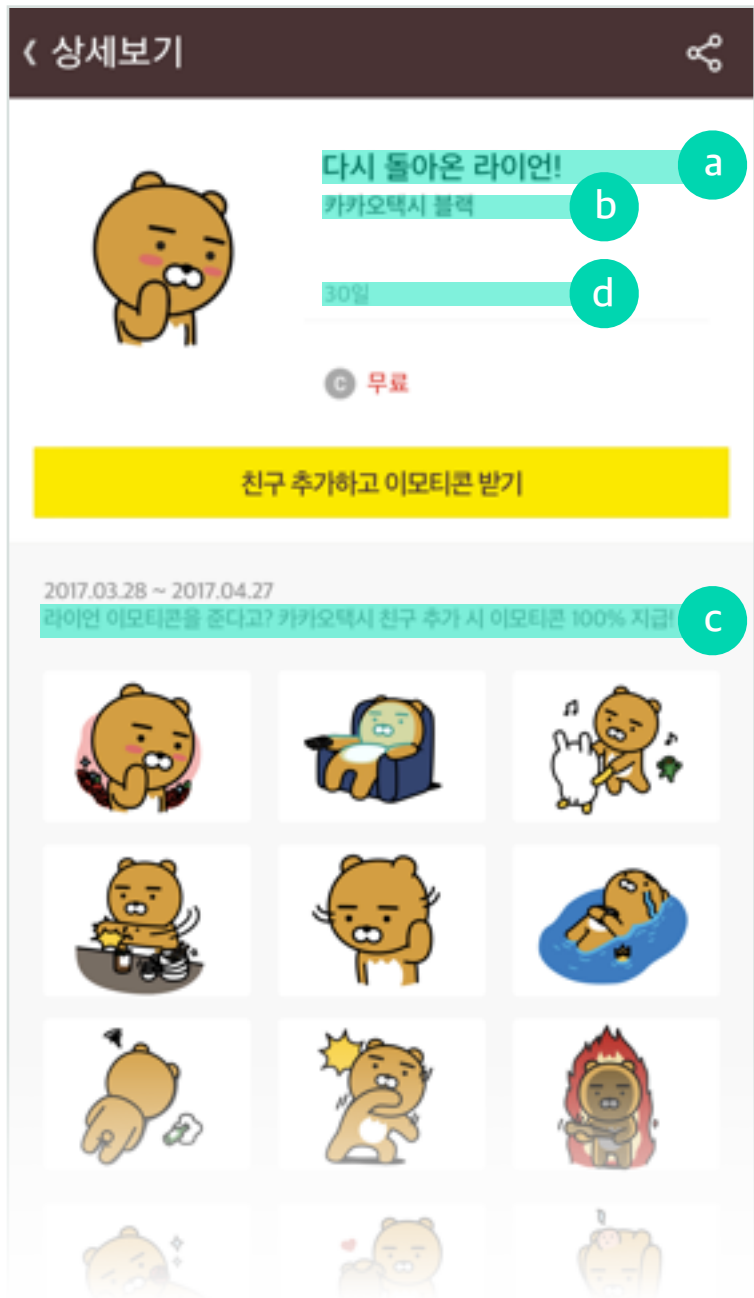 상세보기
다시 돌아온 라이언! a
카카오택시 블랙 b
30일 d
C 무료
친구 추가하고 이모티콘 받기
2017.03.28 ~ 2017.04.27
라이언 이모티콘을 준다고? 카카오택시 친구 추가 시 이모티콘 100% 지급! c